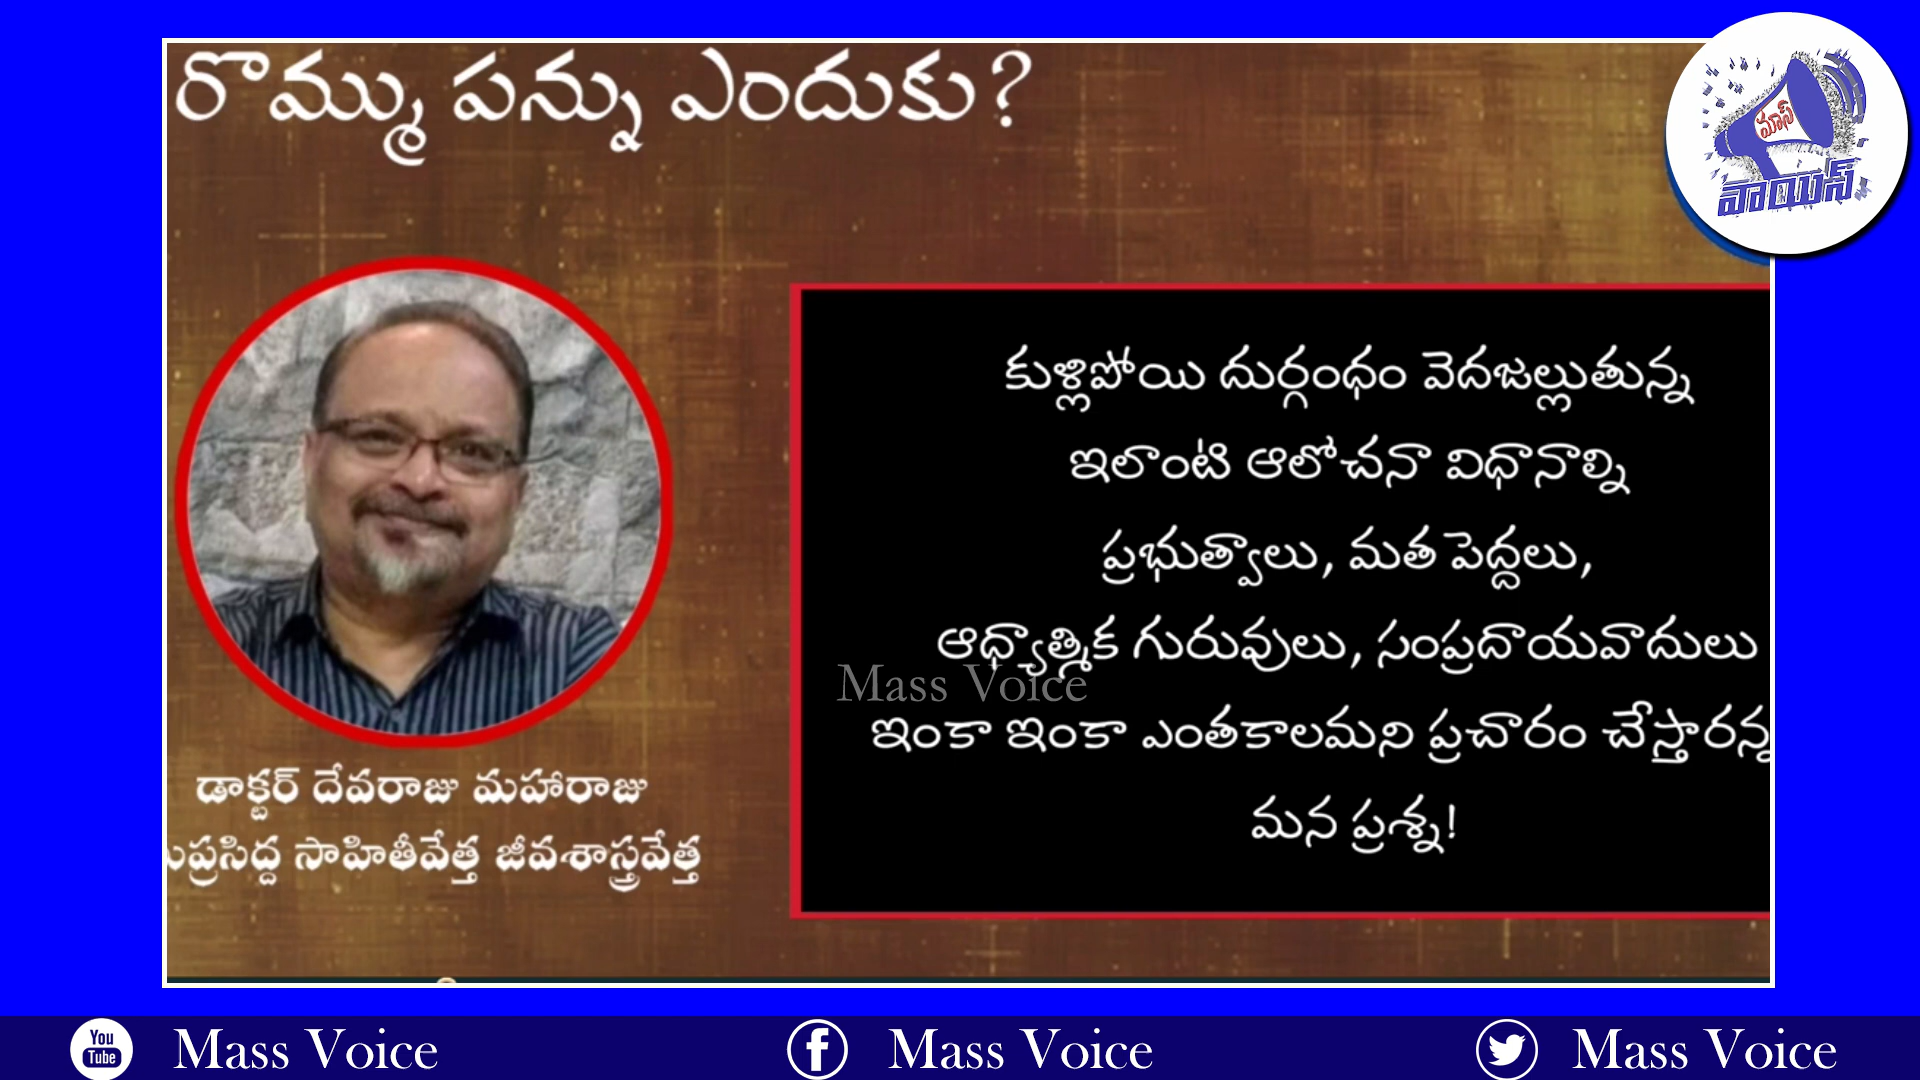 రొమ్ము పన్ను ఎందుకు?
మాస్
వాయిస్
కుళ్లిపోయి దుర్గంధం వెదజల్లుతున్న
ఇలాంటి ఆలోచనా విధానాల్ని
ప్రభుత్వాలు, మత పెద్దలు,
ఆధ్యాత్మిక గురువులు, సంప్రదాయవాదులు
Mass Voice
ఇంకా ఇంకా ఎంతకాలమని ప్రచారం చేస్తారన్న
మన ప్రశ్న!
డాక్టర్ దేవరాజు మహారాజు
సుప్రసిద్ద సాహితీవేత్త జీవశాస్త్రవేత్త
You Tube Mass Voice
f Mass Voice
Mass Voice